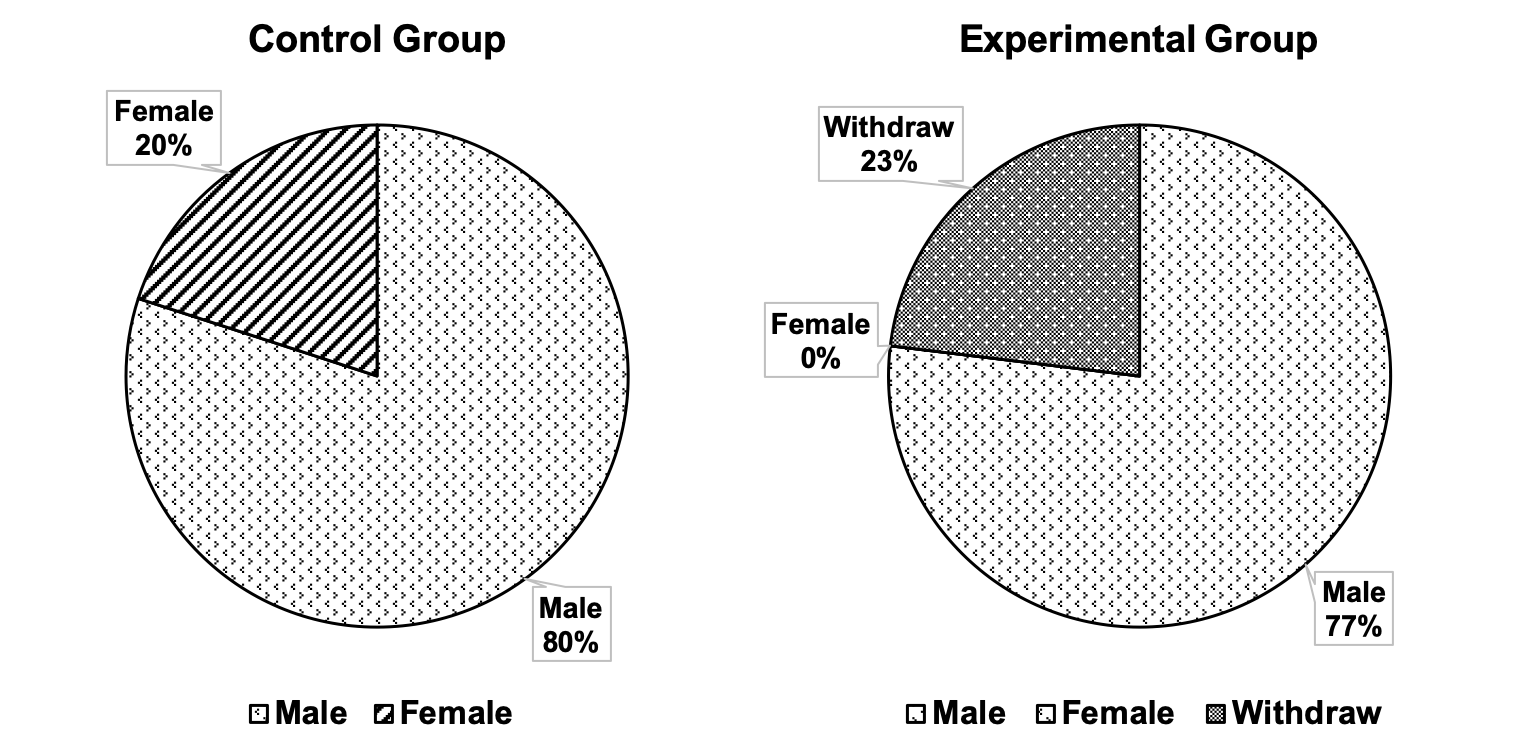 Control Group
Female
20%
Male
80%
Male Female
Experimental Group
Withdraw
23%
Female
0%
Male
77%
Male Female Withdraw